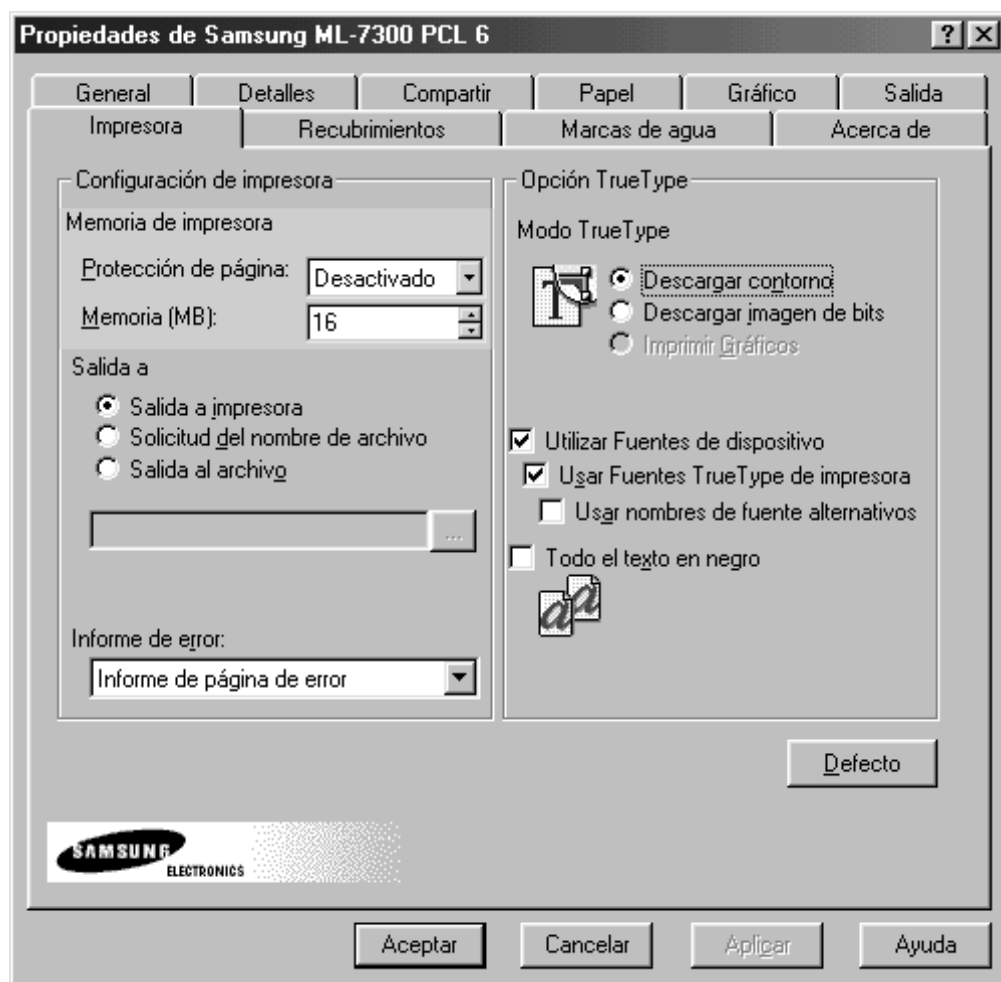 Propiedades de Samsung ML-7300 PCL 6
General Detalles Compartir Papel Gráfico Salida
Impresora Recubrimientos Marcas de agua Acerca de
Configuración de impresora
Memoria de impresora
Protección de página: Desactivado
Memoria (MB): 16
Salida a
Salida a impresora
Solicitud del nombre de archivo
Salida al archivo
...
Informe de error:
Informe de página de error
Opción TrueType
Modo TrueType
Descargar contorno
Descargar imagen de bits
Imprimir Gráficos
Utilizar Fuentes de dispositivo
Usar Fuentes TrueType de impresora
Usar nombres de fuente alternativos
Todo el texto en negro
Defecto
SAMSUNG
ELECTRONICS
Aceptar Cancelar Aplicar Ayuda